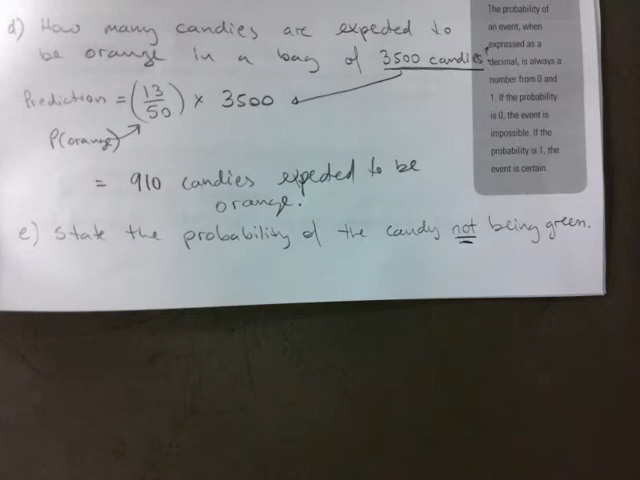 d) How many candies are expected to
be orange in a bag of 3500 candies
Prediction = (13/50) × 3500
P(orange)
= 910 candies expected to be
orange.
e) State the probability of the candy not being green.
The probability of
an event, when
expressed as a
decimal, is always a
number from 0 and
1. If the probability
is 0, the event is
impossible. If the
probability is 1, the
event is certain.